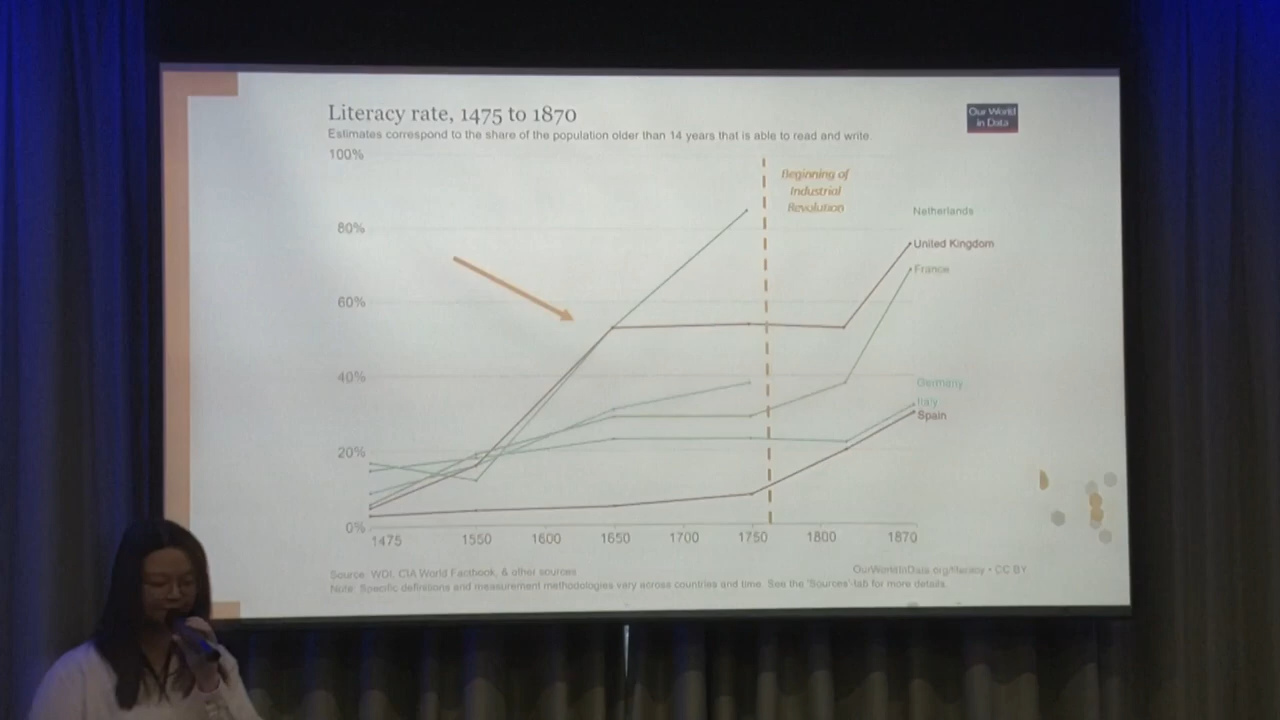 Literacy rate, 1475 to 1870
Our World
in Data
Estimates correspond to the share of the population older than 14 years that is able to read and write.
100%
Beginning of
Industrial
Revolution
80%
60%
40%
20%
0%
Netherlands
United Kingdom
France
Germany
Italy
Spain
1475
1550
1600
1650
1700
1750
1800
1870
Source: WDI, CIA World Factbook, & other sources
OurWorldInData.org/literacy • CC BY
Note: Specific definitions and measurement methodologies vary across countries and time. See the 'Sources'-tab for more details.